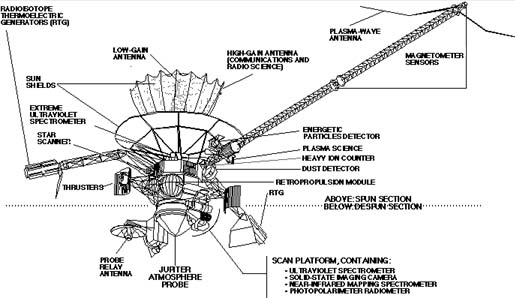 RADIOISOTOPE
THERMOELECTRIC
GENERATORS (RTG)
PLASMA-WAVE
ANTENNA
LOW-GAIN
ANTENNA
HIGH-GAIN ANTENNA
(COMMUNICATIONS AND
RADIO SCIENCE)
MAGNETOMETER
SENSORS
SUN
SHIELDS
EXTREME
ULTRAVIOLET
SPECTROMETER
STAR
SCANNER
ENERGETIC
PARTICLES DETECTOR
PLASMA SCIENCE
HEAVY ION COUNTER
DUST DETECTOR
THRUSTERS
RETROPROPULSION MODULE
RTG
ABOVE: SPUN SECTION
BELOW: DESPUN SECTION
PROBE
RELAY
ANTENNA
JUPITER
ATMOSPHERE
PROBE
SCAN PLATFORM, CONTAINING:
• ULTRAVIOLET SPECTROMETER
• SOLID-STATE IMAGING CAMERA
• NEAR-INFRARED MAPPING SPECTROMETER
• PHOTOPOLARIMETER RADIOMETER